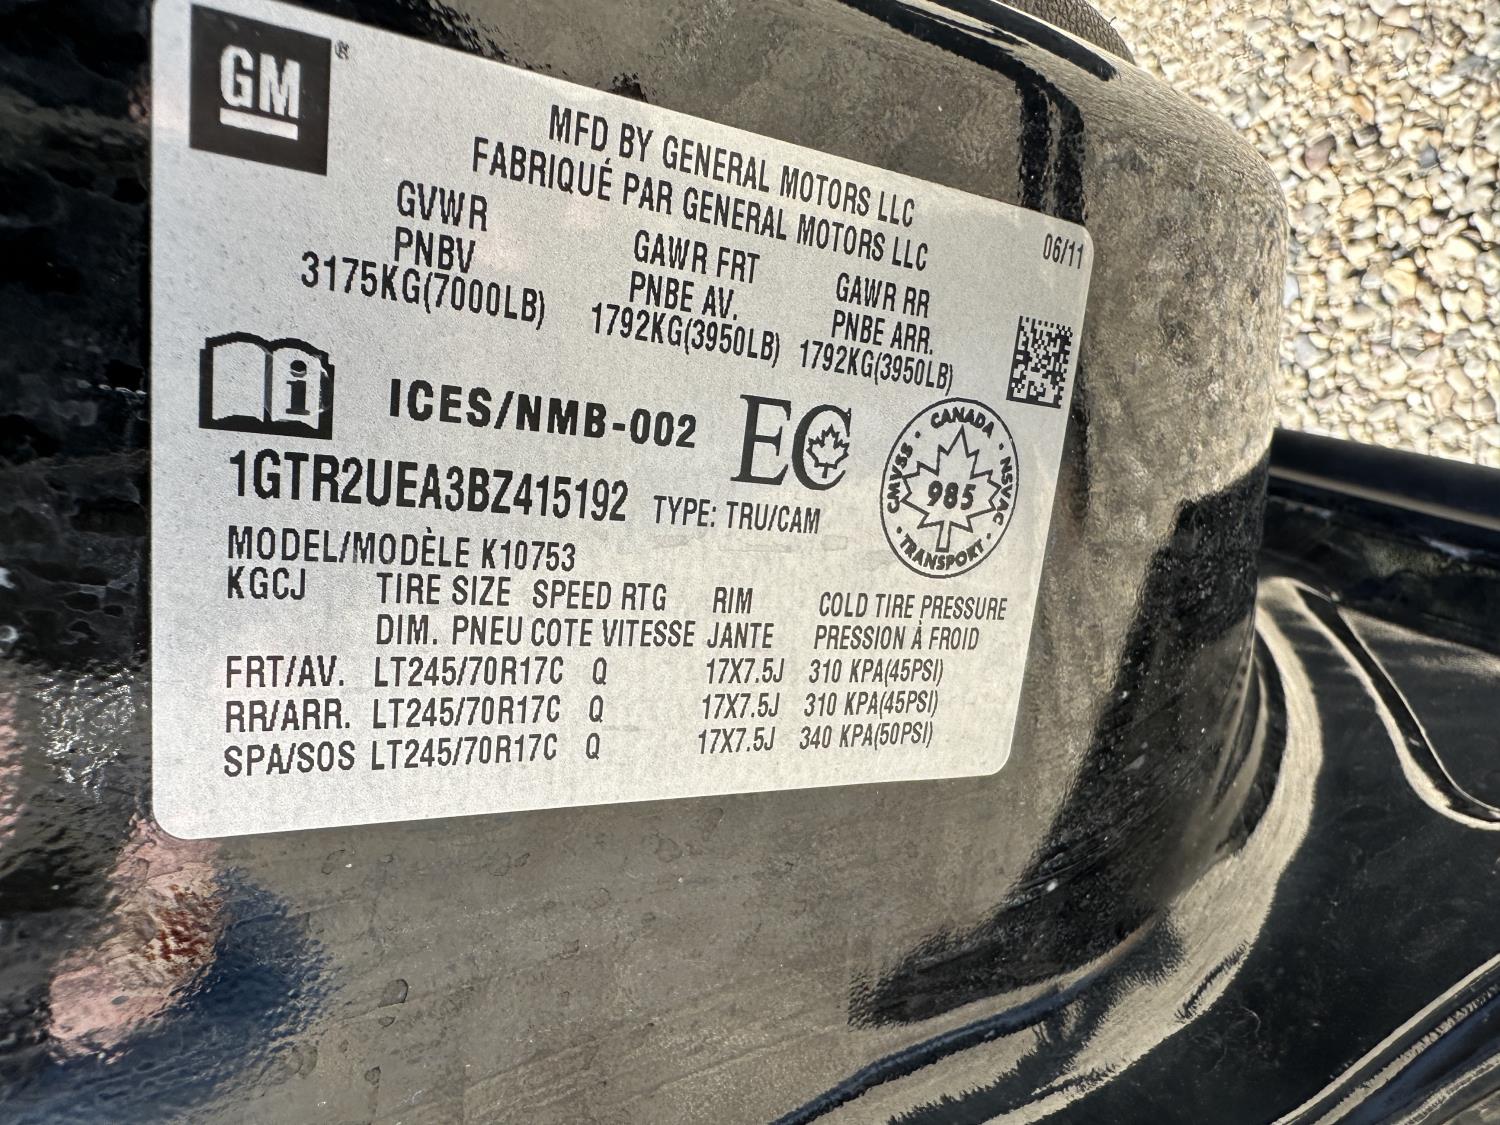 GM®
MFD BY GENERAL MOTORS LLC
FABRIQUÉ PAR GENERAL MOTORS LLC
06/11
GVWR GAWR FRT GAWR RR
PNBV PNBE AV. PNBE ARR.
3175KG(7000LB) 1792KG(3950LB) 1792KG(3950LB)
i ICES/NMB-002 EC
CANADA · NSVAC · TRANSPORT · CMVSS ·
985
1GTR2UEA3BZ415192 TYPE: TRU/CAM
MODEL/MODÈLE K10753
KGCJ TIRE SIZE SPEED RTG RIM COLD TIRE PRESSURE
DIM. PNEU COTE VITESSE JANTE PRESSION À FROID
FRT/AV. LT245/70R17C Q 17X7.5J 310 KPA(45PSI)
RR/ARR. LT245/70R17C Q 17X7.5J 310 KPA(45PSI)
SPA/SOS LT245/70R17C Q 17X7.5J 340 KPA(50PSI)